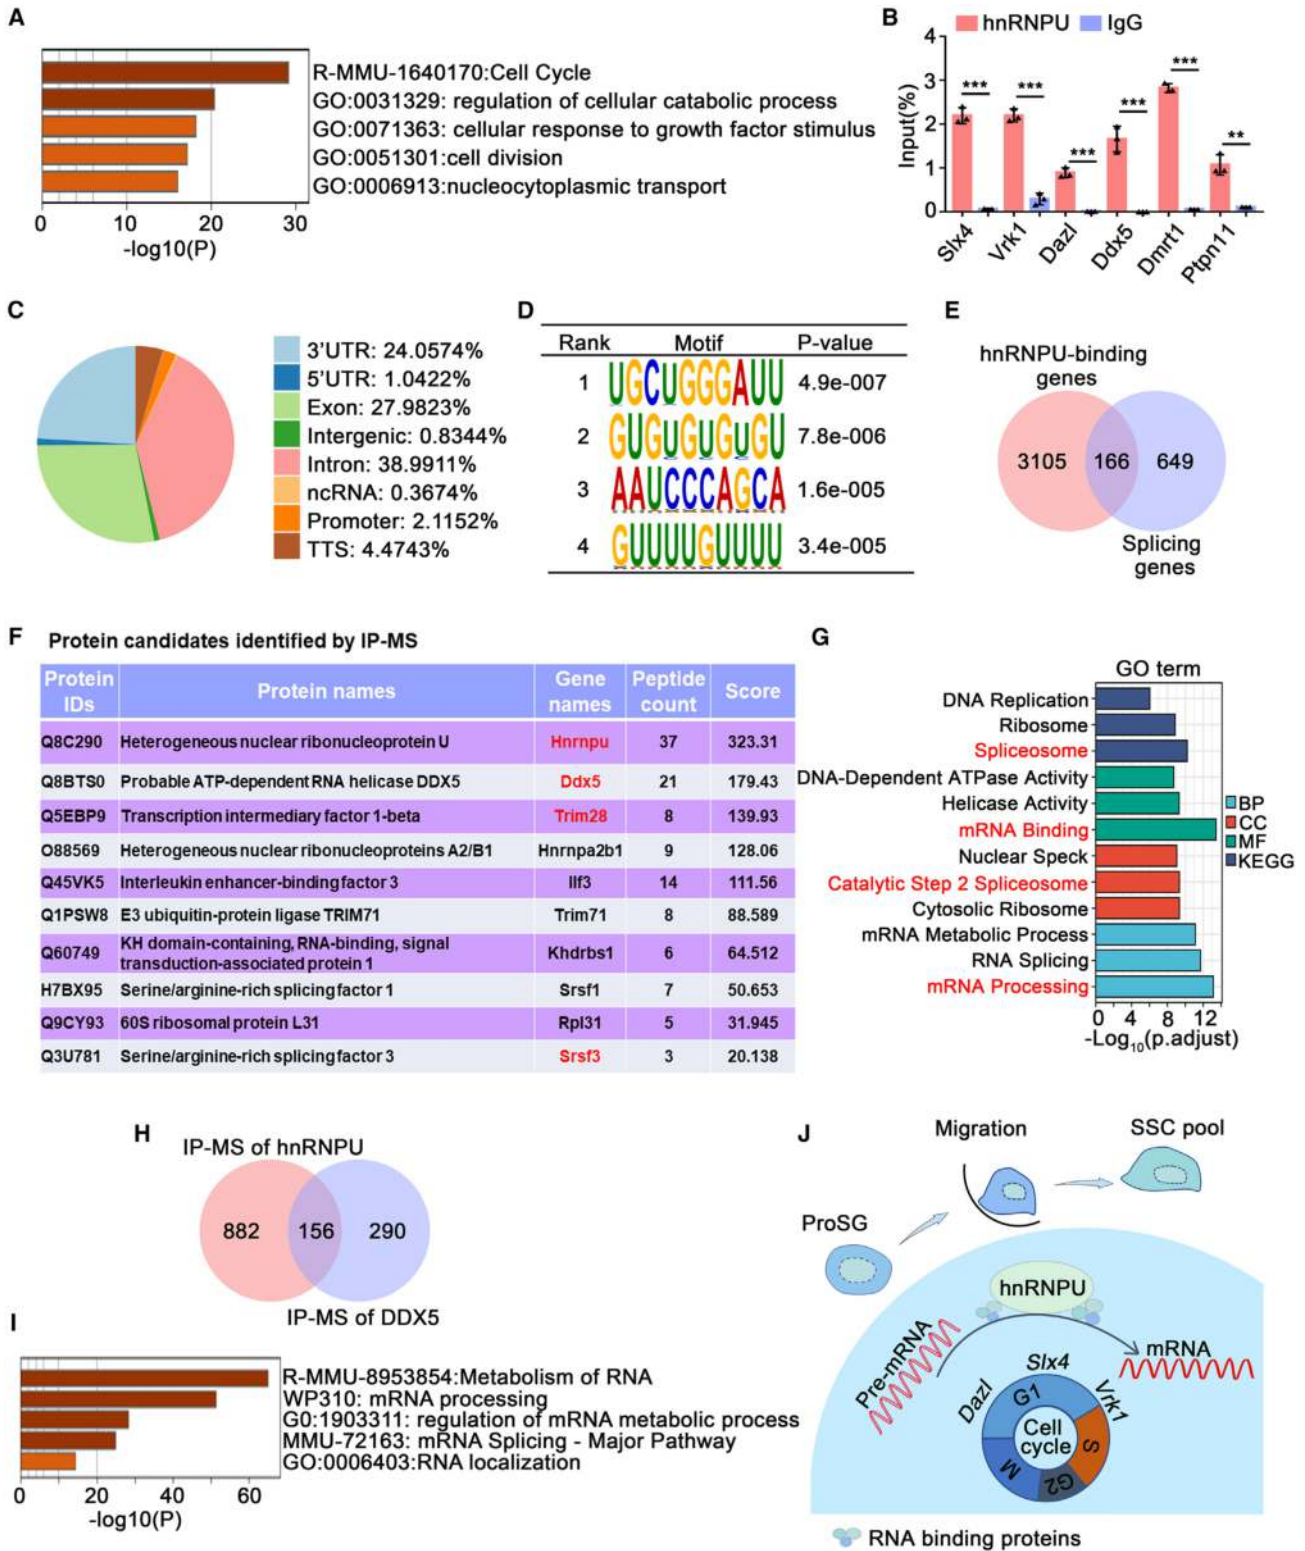 A
R-MMU-1640170:Cell Cycle
GO:0031329: regulation of cellular catabolic process
GO:0071363: cellular response to growth factor stimulus
GO:0051301:cell division
GO:0006913:nucleocytoplasmic transport
0 10 20 30
-log10(P)
B
hnRNPU IgG
Input(%)
4
3
2
1
0
*** *** *** *** *** **
Slx4 Vrk1 Dazl Ddx5 Dmrt1 Ptpn11
C
3'UTR: 24.0574%
5'UTR: 1.0422%
Exon: 27.9823%
Intergenic: 0.8344%
Intron: 38.9911%
ncRNA: 0.3674%
Promoter: 2.1152%
TTS: 4.4743%
D
Rank Motif P-value
1 UGCUGGGAUU 4.9e-007
2 GUGUGUGUGU 7.8e-006
3 AAUCCCAGCA 1.6e-005
4 GUUUUGUUUU 3.4e-005
E
hnRNPU-binding
genes
3105 166 649
Splicing
genes
F Protein candidates identified by IP-MS
Protein IDs Protein names Gene names Peptide count Score
Q8C290 Heterogeneous nuclear ribonucleoprotein U Hnrnpu 37 323.31
Q8BTS0 Probable ATP-dependent RNA helicase DDX5 Ddx5 21 179.43
Q5EBP9 Transcription intermediary factor 1-beta Trim28 8 139.93
O88569 Heterogeneous nuclear ribonucleoproteins A2/B1 Hnrnpa2b1 9 128.06
Q45VK5 Interleukin enhancer-binding factor 3 Ilf3 14 111.56
Q1PSW8 E3 ubiquitin-protein ligase TRIM71 Trim71 8 88.589
Q60749 KH domain-containing, RNA-binding, signal transduction-associated protein 1 Khdrbs1 6 64.512
H7BX95 Serine/arginine-rich splicing factor 1 Srsf1 7 50.653
Q9CY93 60S ribosomal protein L31 Rpl31 5 31.945
Q3U781 Serine/arginine-rich splicing factor 3 Srsf3 3 20.138
G
GO term
DNA Replication
Ribosome
Spliceosome
DNA-Dependent ATPase Activity
Helicase Activity
mRNA Binding
Nuclear Speck
Catalytic Step 2 Spliceosome
Cytosolic Ribosome
mRNA Metabolic Process
RNA Splicing
mRNA Processing
0 4 8 12
-Log10(p.adjust)
BP
CC
MF
KEGG
H
IP-MS of hnRNPU
882 156 290
IP-MS of DDX5
I
R-MMU-8953854:Metabolism of RNA
WP310: mRNA processing
G0:1903311: regulation of mRNA metabolic process
MMU-72163: mRNA Splicing - Major Pathway
GO:0006403:RNA localization
0 20 40 60
-log10(P)
J
Migration
SSC pool
ProSG
hnRNPU
Pre-mRNA
mRNA
Slx4
Dazl
Vrk1
G1
Cell
cycle
S
M
G2
RNA binding proteins